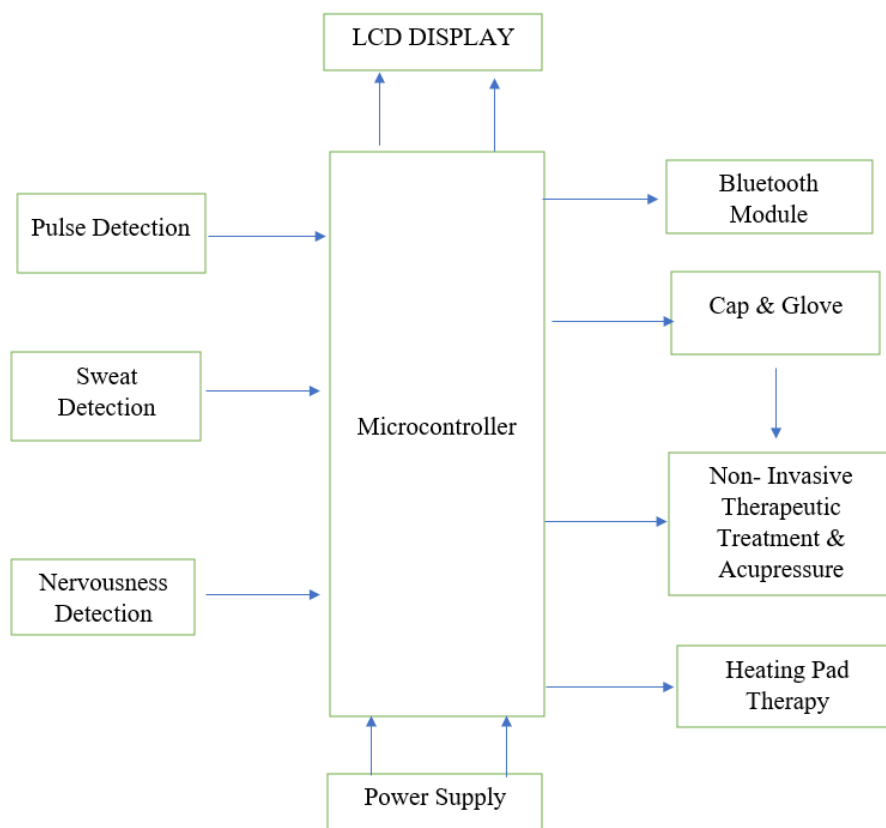 LCD DISPLAY
Bluetooth
Module
Pulse Detection
Cap & Glove
Sweat
Detection
Microcontroller
Non- Invasive
Therapeutic
Treatment &
Acupressure
Nervousness
Detection
Heating Pad
Therapy
Power Supply